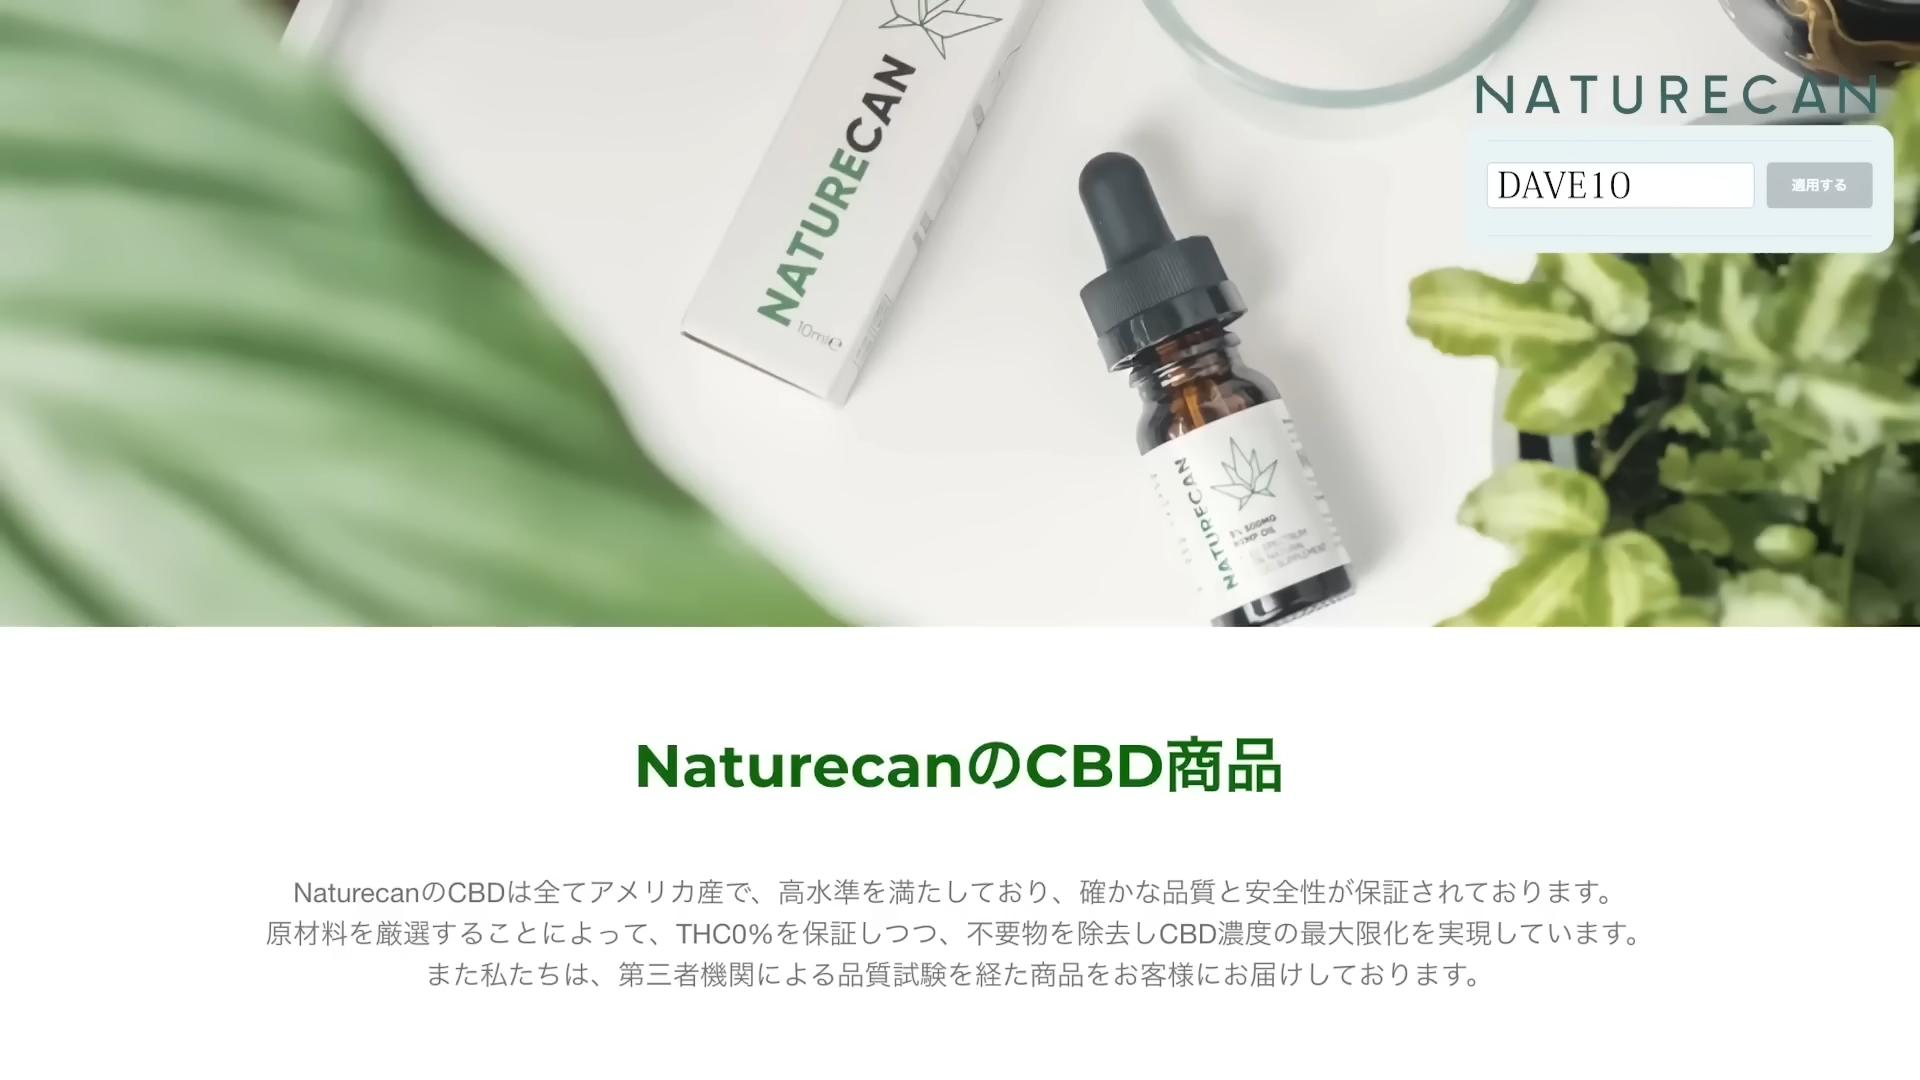 NATURECAN
10ml℮
NATURECAN
NATURECAN
DAVE10
適用する
500MG
NaturecanのCBD商品
NaturecanのCBDは全てアメリカ産で、高水準を満たしており、確かな品質と安全性が保証されております。
原材料を厳選することによって、THC0%を保証しつつ、不要物を除去しCBD濃度の最大限化を実現しています。
また私たちは、第三者機関による品質試験を経た商品をお客様にお届けしております。